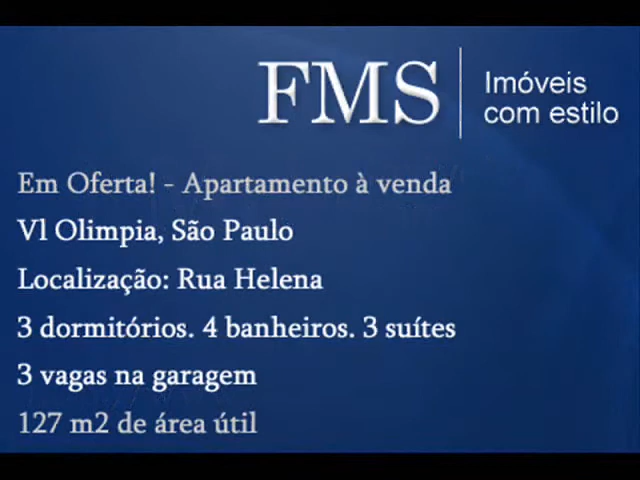 FMS
Imóveis
com estilo
Em Oferta! - Apartamento à venda
Vl Olimpia, São Paulo
Localização: Rua Helena
3 dormitórios. 4 banheiros. 3 suítes
3 vagas na garagem
127 m2 de área útil